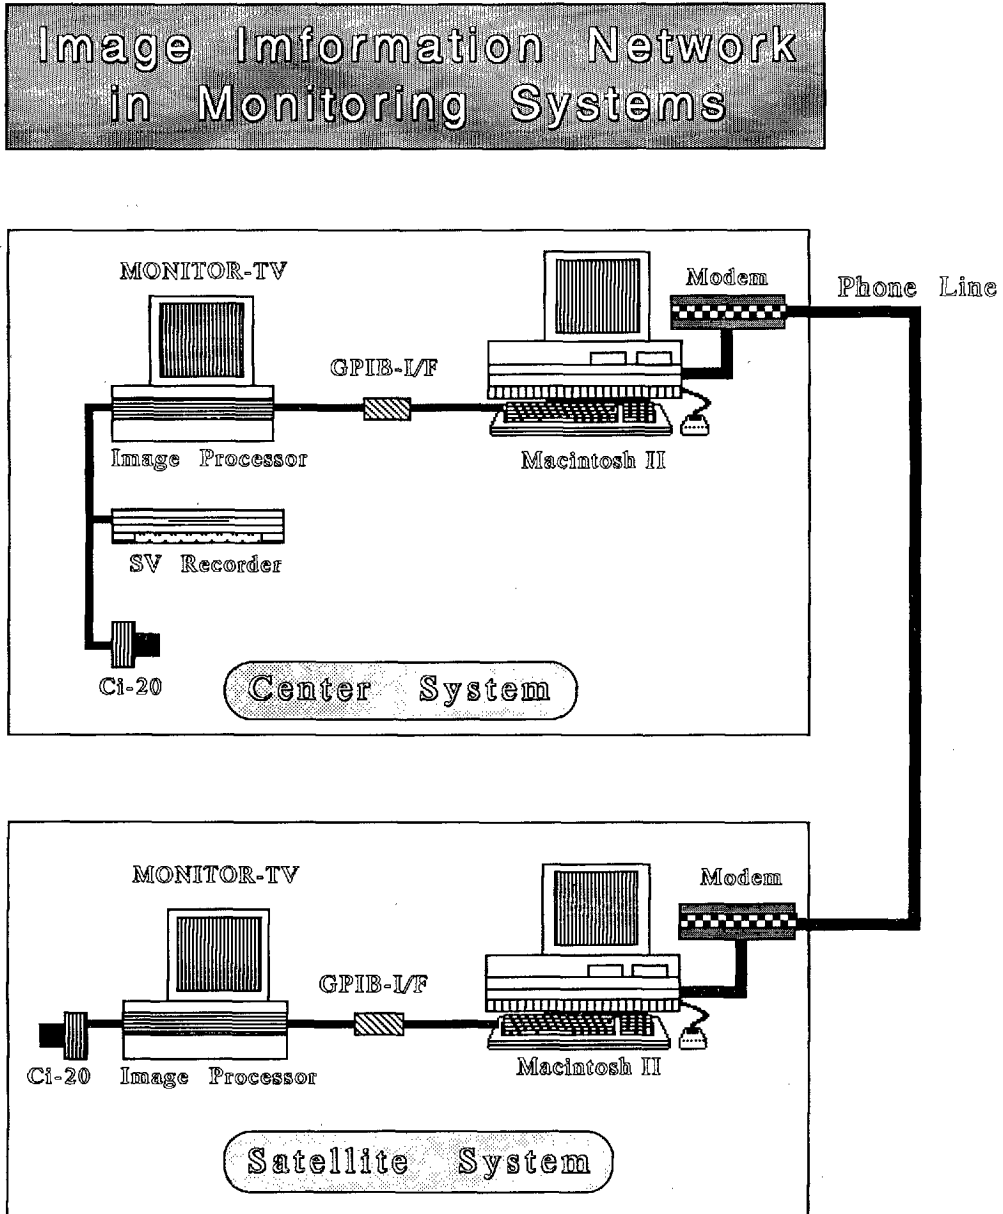 Image Imformation Network
in Monitoring Systems
MONITOR-TV
Modem
Phone Line
GPIB-I/F
Image Processor
Macintosh II
SV Recorder
Ci-20
Center System
MONITOR-TV
Modem
GPIB-I/F
Ci-20
Image Processor
Macintosh II
Satellite System